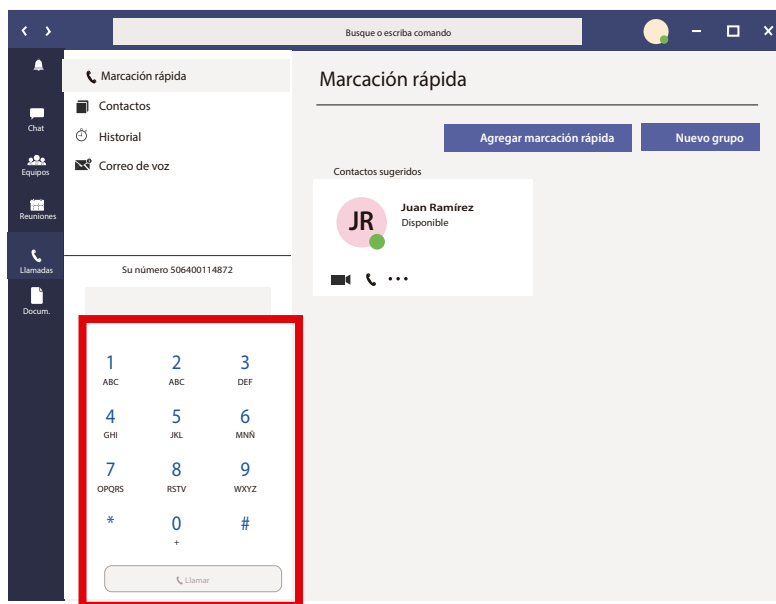 Busque o escriba comando
Chat
Equipos
Reuniones
Llamadas
Docum.
Marcación rápida
Contactos
Historial
Correo de voz
Su número 506400114872
1 2 3
ABC ABC DEF
4 5 6
GHI JKL MNÑ
7 8 9
OPQRS RSTV WXYZ
* 0 #
+
Llamar
Marcación rápida
Agregar marcación rápida Nuevo grupo
Contactos sugeridos
JR
Juan Ramírez
Disponible